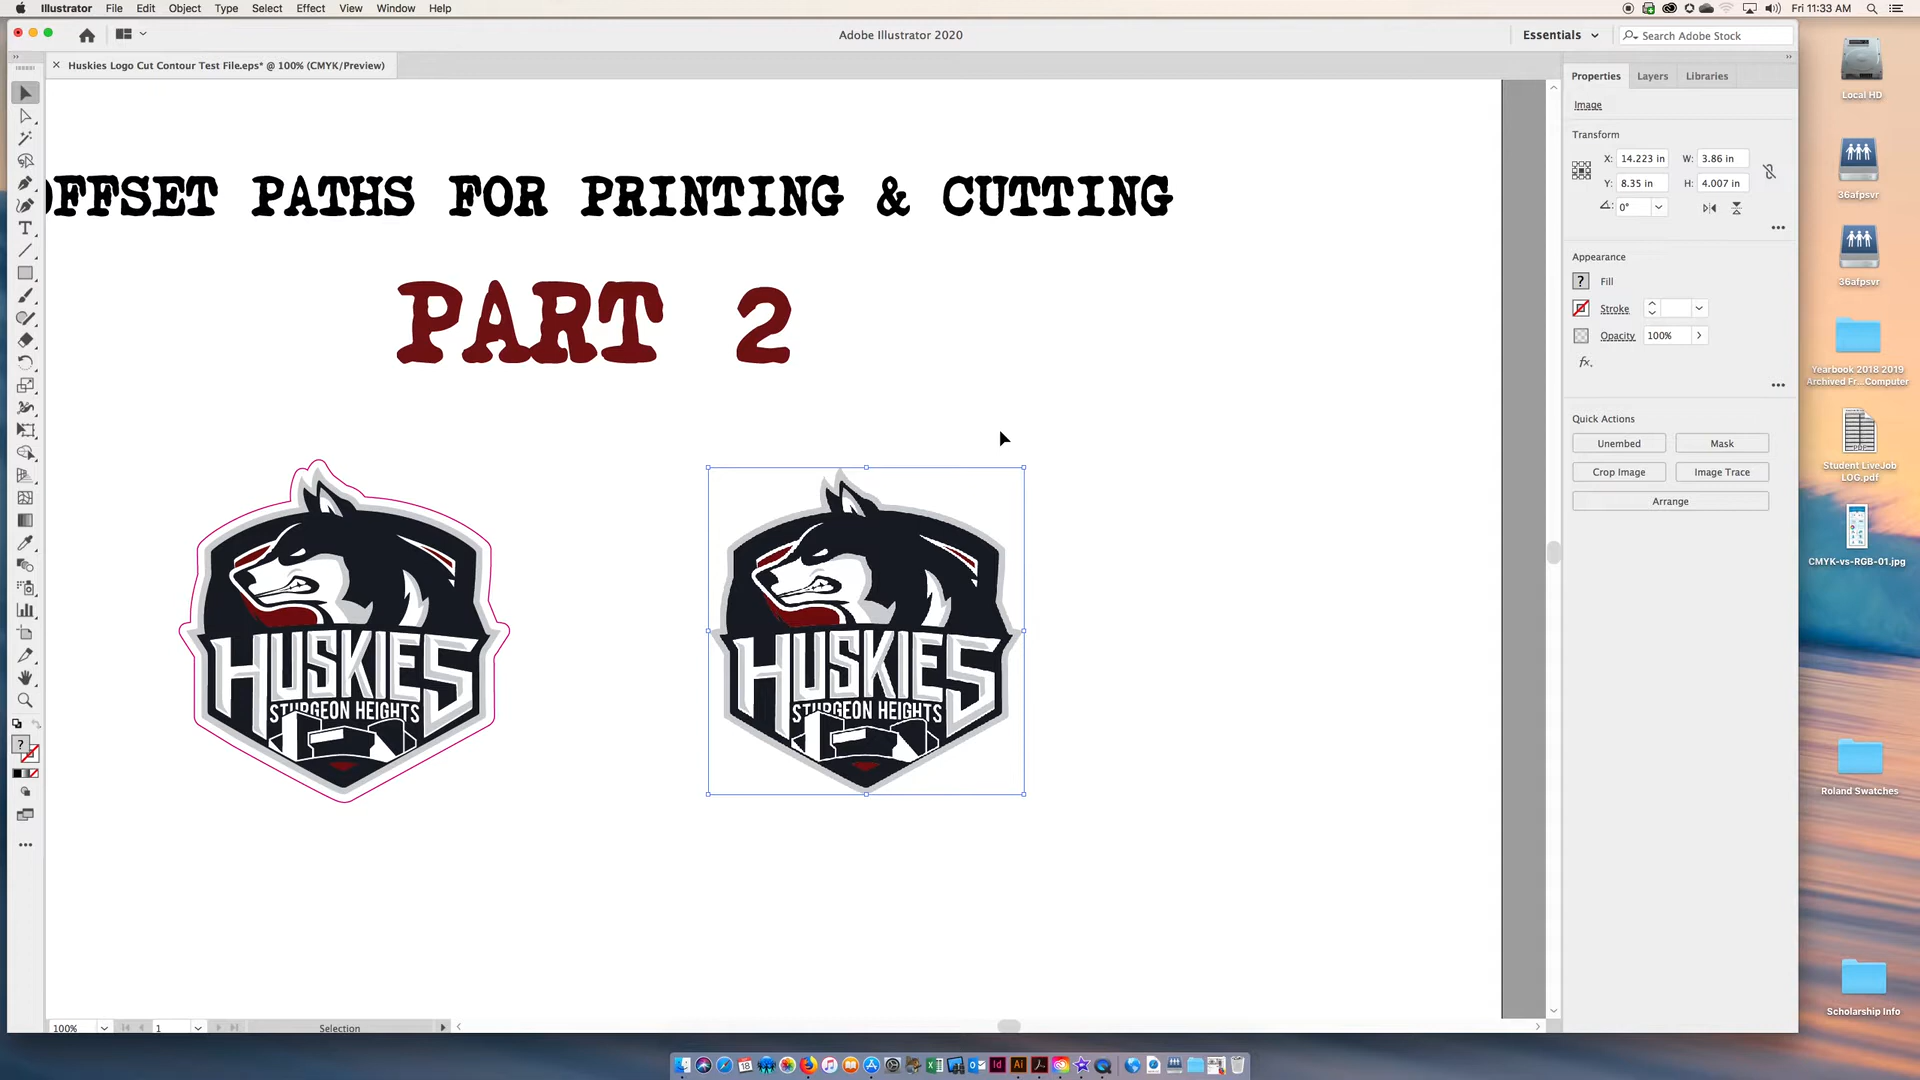 Illustrator File Edit Object Type Select Effect View Window Help
Fri 11:33 AM
Adobe Illustrator 2020
Essentials
Search Adobe Stock
× Huskies Logo Cut Contour Test File.eps* @ 100% (CMYK/Preview)
Properties Layers Libraries
Image
Transform
X: 14.223 in W: 3.86 in
Y: 8.35 in H: 4.007 in
0°
Appearance
? Fill
Stroke
Opacity 100%
fx.
Quick Actions
Unembed Mask
Crop Image Image Trace
Arrange
OFFSET PATHS FOR PRINTING & CUTTING
PART 2
HUSKIES
STURGEON HEIGHTS
HUSKIES
STURGEON HEIGHTS
100% 1 Selection
Local HD
36afpsvr
36afpsvr
Yearbook 2018 2019
Archived Fr...Computer
Student LiveJob
LOG.pdf
CMYK-vs-RGB-01.jpg
Roland Swatches
Scholarship Info